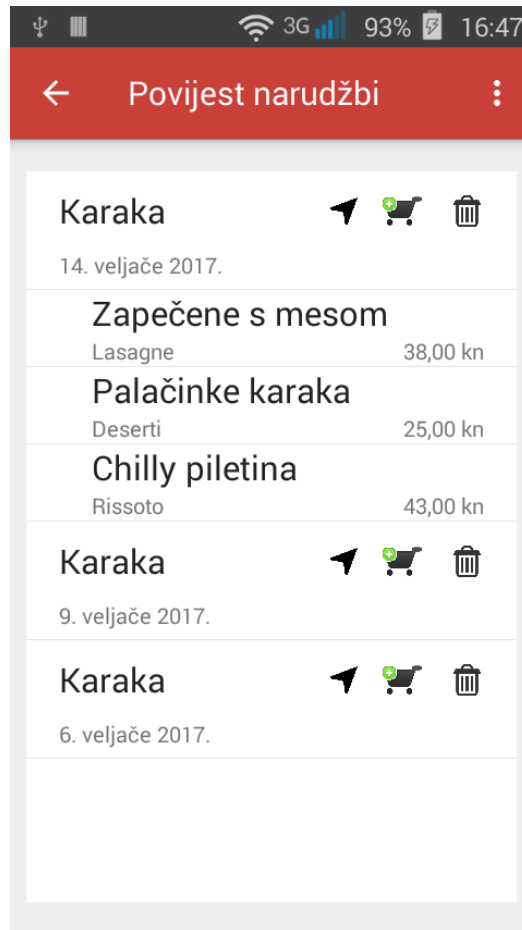 3G 93% 16:47
Povijest narudžbi
Karaka
14. veljače 2017.
Zapečene s mesom
Lasagne 38,00 kn
Palačinke karaka
Deserti 25,00 kn
Chilly piletina
Rissoto 43,00 kn
Karaka
9. veljače 2017.
Karaka
6. veljače 2017.